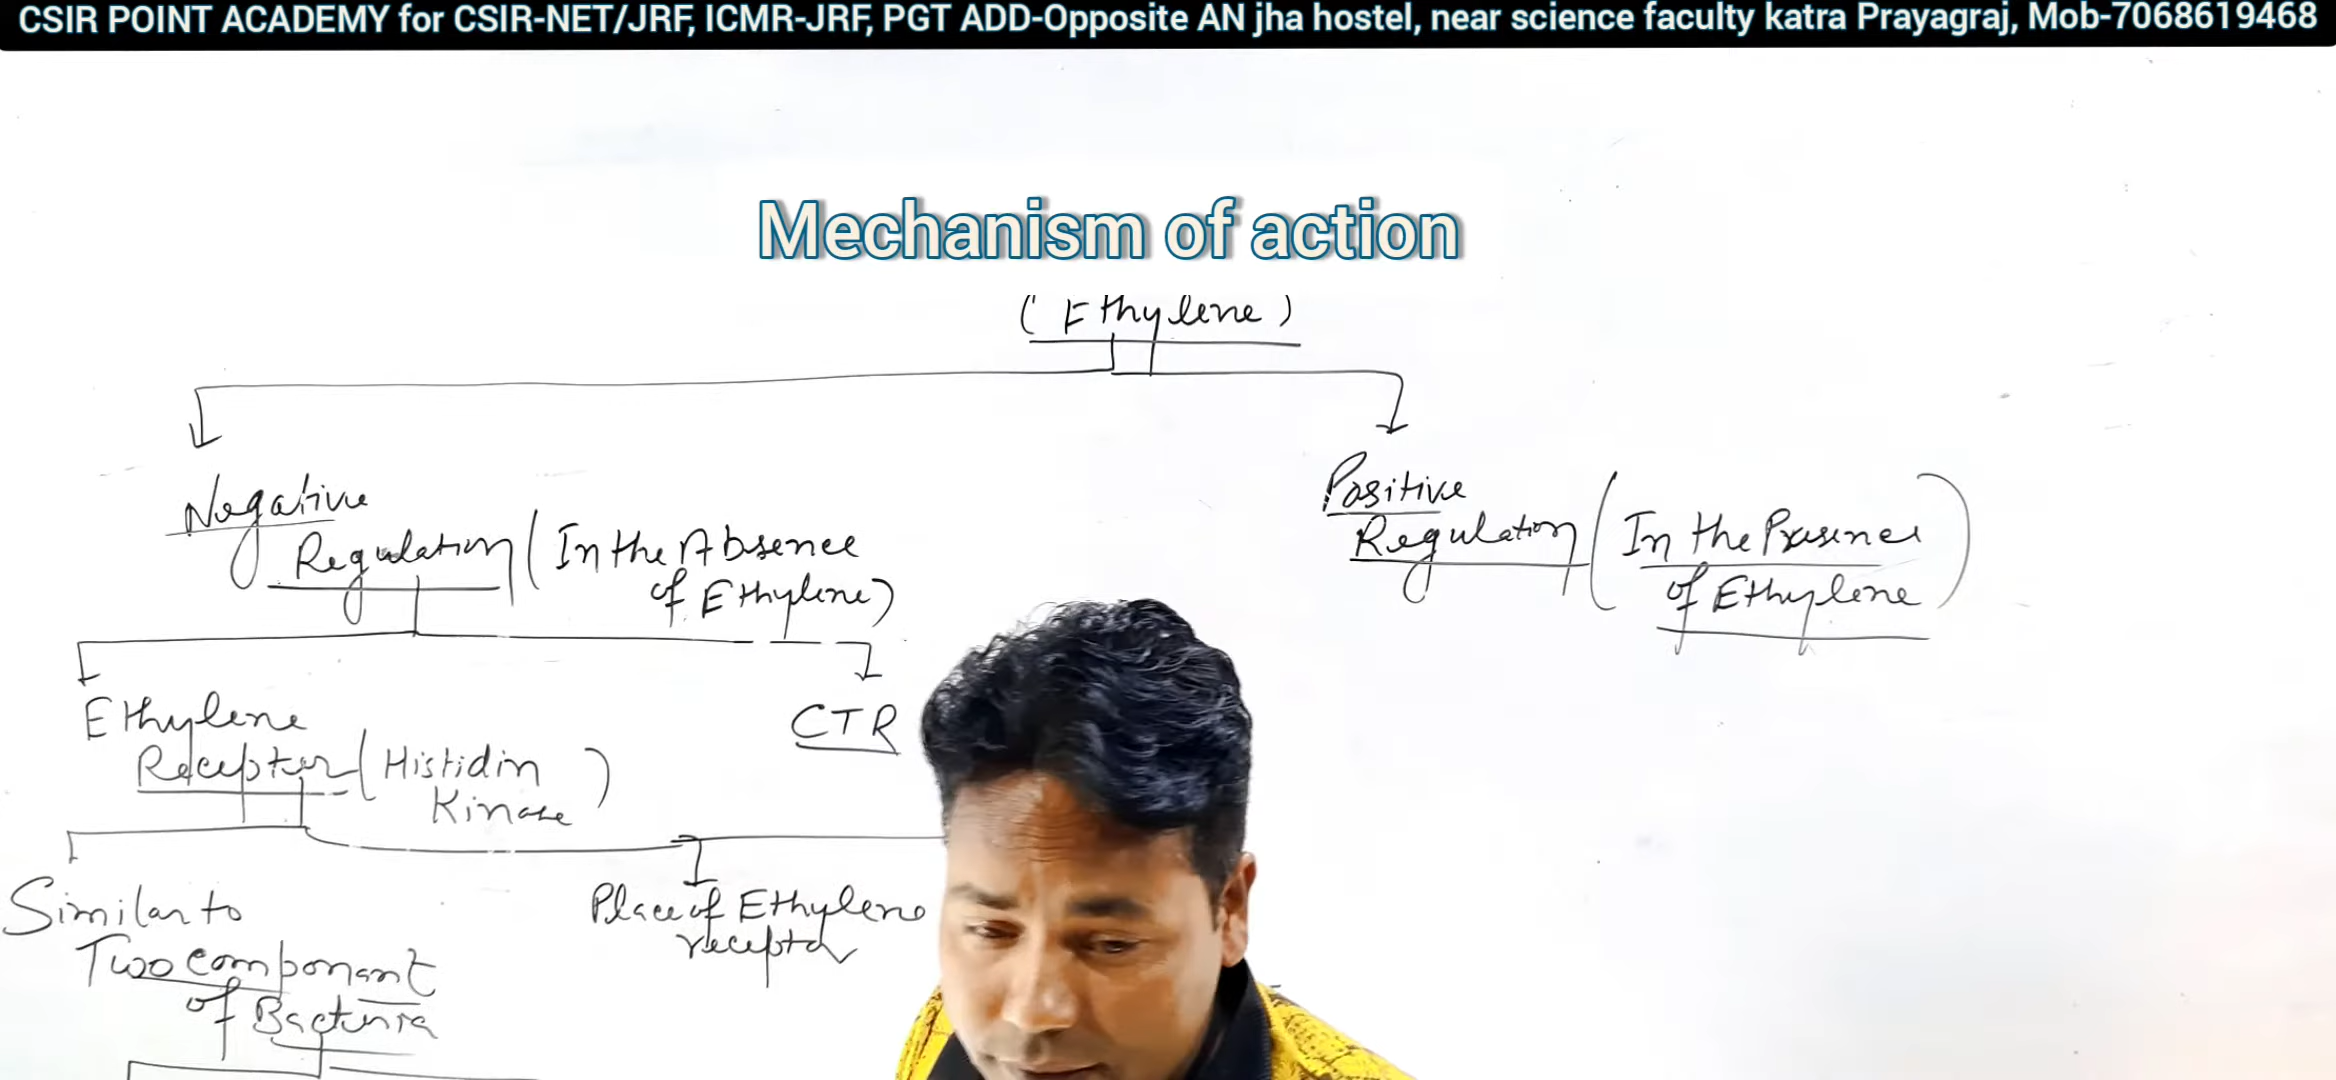 CSIR POINT ACADEMY for CSIR-NET/JRF, ICMR-JRF, PGT ADD-Opposite AN jha hostel, near science faculty katra Prayagraj, Mob-7068619468
Mechanism of action
(Ethylene)
Negative
Regulation (In the Absence
of Ethylene)
Positive
Regulation (In the Presence
of Ethylene)
Ethylene
Receptor (Histidin
Kinase)
CTR
Similar to
Two componant
of Bacteria
Place of Ethylene
receptor